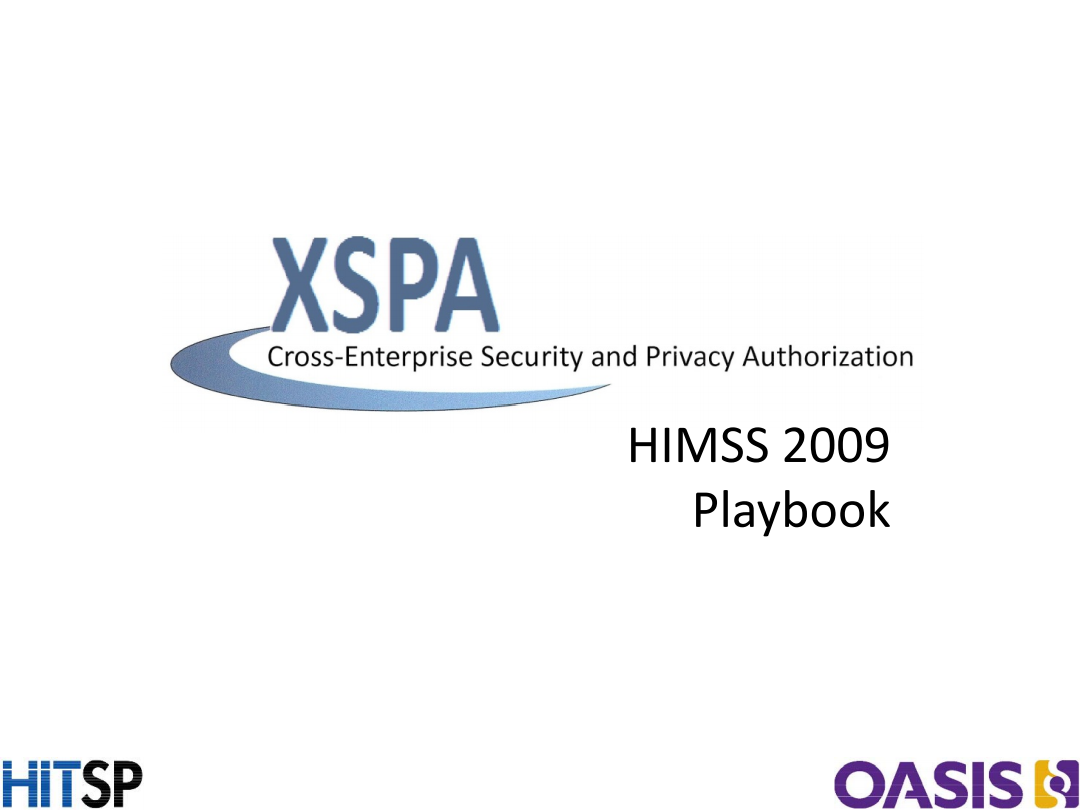 XSPA
Cross-Enterprise Security and Privacy Authorization
HIMSS 2009
Playbook
HITSP
OASIS